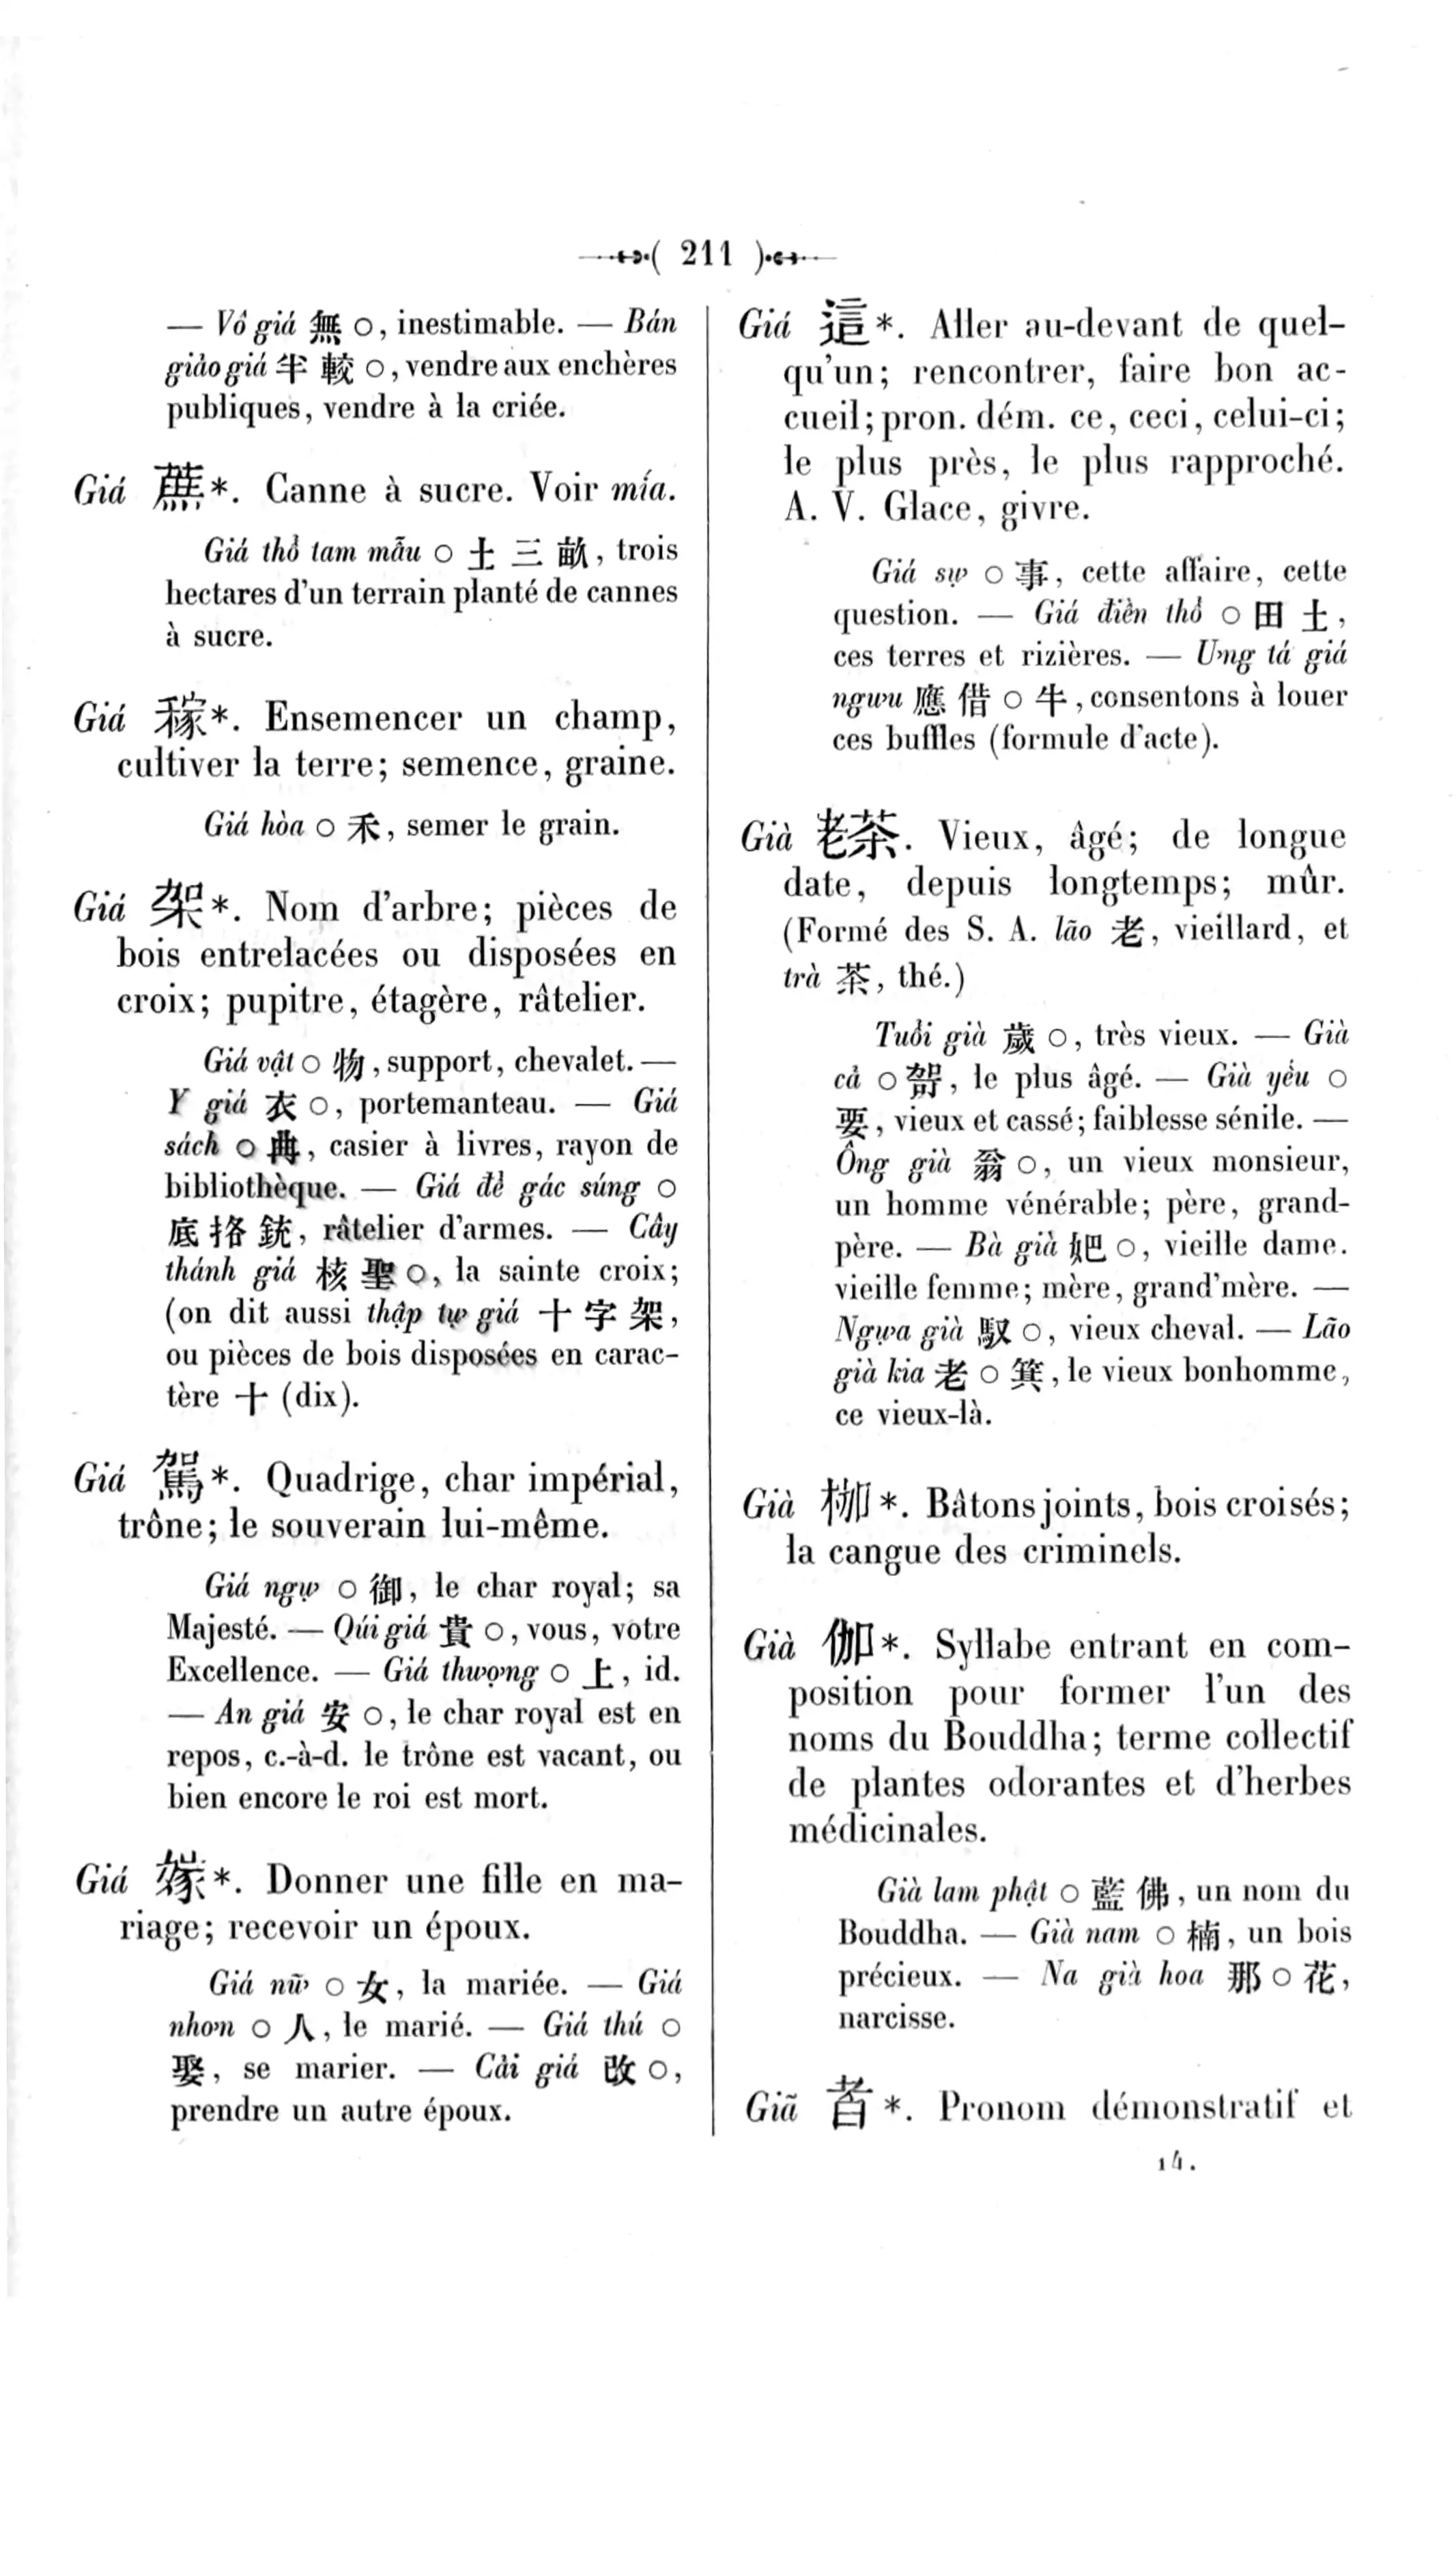 ( 211 )
— Vô giá 無 ○, inestimable. — Bán
giảo giá 半 較 ○, vendre aux enchères
publiques, vendre à la criée.
Giá 蔗*. Canne à sucre. Voir mía.
Giá thổ tam mẫu ○ 土 三 畝, trois
hectares d'un terrain planté de cannes
à sucre.
Giá 稼*. Ensemencer un champ,
cultiver la terre; semence, graine.
Giá hòa ○ 禾, semer le grain.
Giá 架*. Nom d'arbre; pièces de
bois entrelacées ou disposées en
croix; pupitre, étagère, râtelier.
Giá vật ○ 物, support, chevalet. —
Y giá 衣 ○, portemanteau. — Giá
sách ○ 典, casier à livres, rayon de
bibliothèque. — Giá để gác súng ○
底 挌 銃, râtelier d'armes. — Cây
thánh giá 核 聖 ○, la sainte croix;
(on dit aussi thập tự giá 十 字 架,
ou pièces de bois disposées en carac-
tère 十 (dix).
Giá 駕*. Quadrige, char impérial,
trône; le souverain lui-même.
Giá ngự ○ 御, le char royal; sa
Majesté. — Qúi giá 貴 ○, vous, votre
Excellence. — Giá thượng ○ 上, id.
— An giá 安 ○, le char royal est en
repos, c.-à-d. le trône est vacant, ou
bien encore le roi est mort.
Giá 嫁*. Donner une fille en ma-
riage; recevoir un époux.
Giá nữ ○ 女, la mariée. — Giá
nhơn ○ 人, le marié. — Giá thú ○
娶, se marier. — Cải giá 改 ○,
prendre un autre époux.
Giá 這*. Aller au-devant de quel-
qu'un; rencontrer, faire bon ac-
cueil; pron. dém. ce, ceci, celui-ci;
le plus près, le plus rapproché.
A. V. Glace, givre.
Giá sự ○ 事, cette affaire, cette
question. — Giá điền thổ ○ 田 土,
ces terres et rizières. — Ưng tá giá
ngưu 應 借 ○ 牛, consentons à louer
ces buffles (formule d'acte).
Già 老茶. Vieux, âgé; de longue
date, depuis longtemps; mûr.
(Formé des S. A. lão 老, vieillard, et
trà 茶, thé.)
Tuổi già 歲 ○, très vieux. — Già
cả ○ 哿, le plus âgé. — Già yếu ○
要, vieux et cassé; faiblesse sénile. —
Ông già 翁 ○, un vieux monsieur,
un homme vénérable; père, grand-
père. — Bà già 妑 ○, vieille dame.
vieille femme; mère, grand'mère. —
Ngựa già 馭 ○, vieux cheval. — Lão
già kia 老 ○ 箕, le vieux bonhomme,
ce vieux-là.
Già 枷*. Bâtons joints, bois croisés;
la cangue des criminels.
Già 伽*. Syllabe entrant en com-
position pour former l'un des
noms du Bouddha; terme collectif
de plantes odorantes et d'herbes
médicinales.
Già lam phật ○ 藍 佛, un nom du
Bouddha. — Già nam ○ 楠, un bois
précieux. — Na già hoa 那 ○ 花,
narcisse.
Giã 者*. Pronom démonstratif et
14.